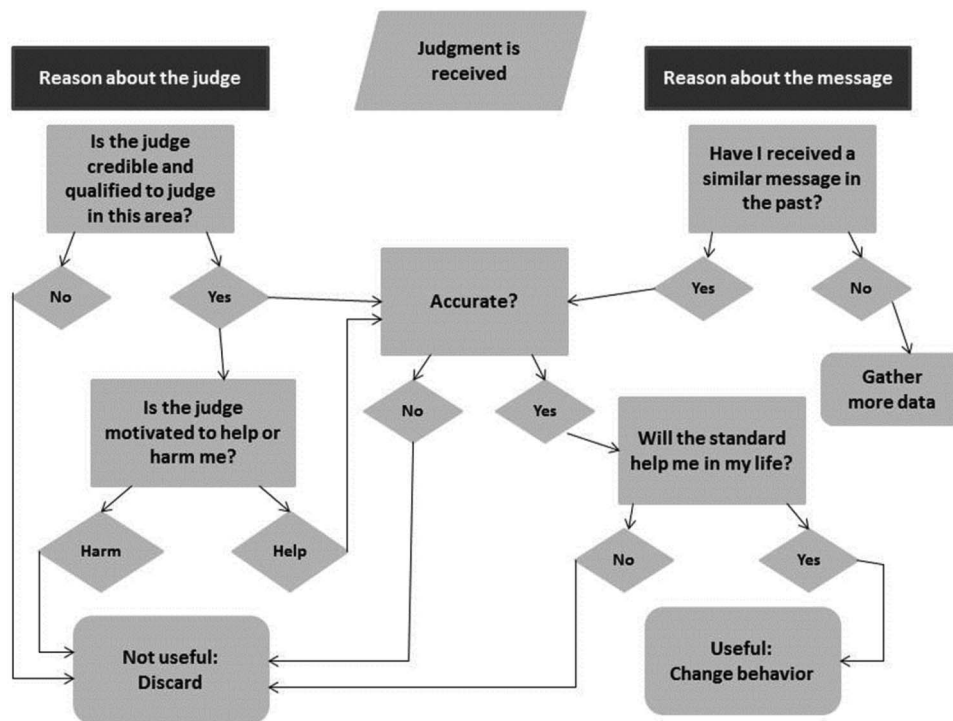 Judgment is
received
Reason about the judge
Reason about the message
Is the judge
credible and
qualified to judge
in this area?
Have I received a
similar message in
the past?
No
Yes
Accurate?
Yes
No
Is the judge
motivated to help or
harm me?
No
Yes
Gather
more data
Will the standard
help me in my life?
Harm
Help
No
Yes
Not useful:
Discard
Useful:
Change behavior